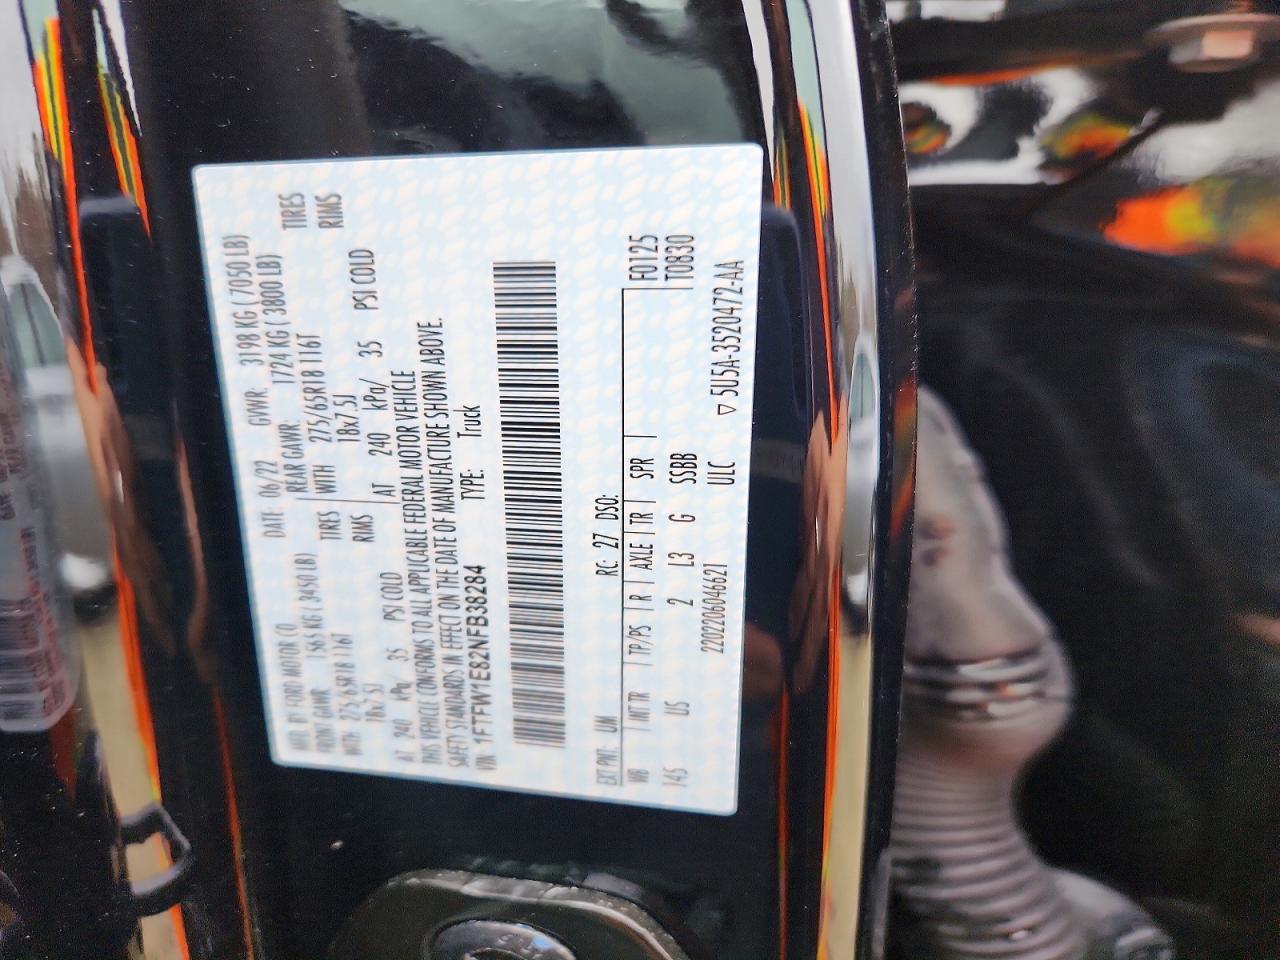 MFD. BY FORD MOTOR CO. DATE: 06/22 GVWR: 3198 KG ( 7050 LB)
FRONT GAWR: 1565 KG ( 3450 LB) REAR GAWR: 1724 KG ( 3800 LB)
WITH 275/65R18 116T TIRES WITH 275/65R18 116T TIRES
18x7.5J RIMS 18x7.5J RIMS
AT 240 kPa/ 35 PSI COLD AT 240 kPa/ 35 PSI COLD
THIS VEHICLE CONFORMS TO ALL APPLICABLE FEDERAL MOTOR VEHICLE
SAFETY STANDARDS IN EFFECT ON THE DATE OF MANUFACTURE SHOWN ABOVE.
VIN: 1FTFW1E82NFB38284 TYPE: Truck
EXT PNT: UM RC: 27 DSO: F0125
WB INT TR TP/PS R AXLE TR SPR T0830
145 US 2 L3 G SSBB
2202206046621 ULC ▽ 5U5A-3520472-AA